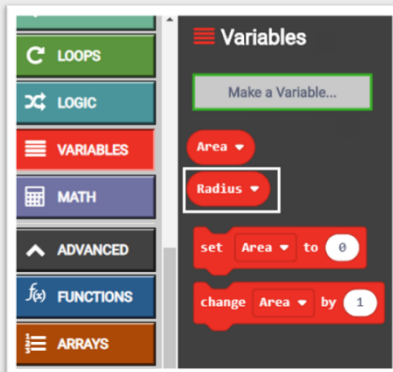 LOOPS
LOGIC
VARIABLES
MATH
ADVANCED
f(x) FUNCTIONS
ARRAYS
Variables
Make a Variable...
Area
Radius
set Area to 0
change Area by 1